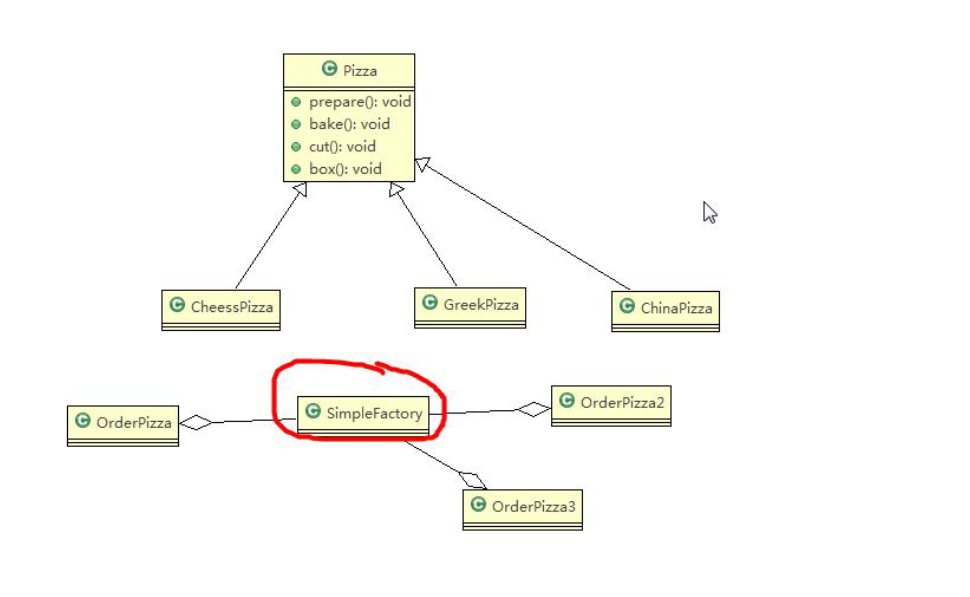 Pizza
prepare(): void
bake(): void
cut(): void
box(): void
CheessPizza
GreekPizza
ChinaPizza
OrderPizza
SimpleFactory
OrderPizza2
OrderPizza3